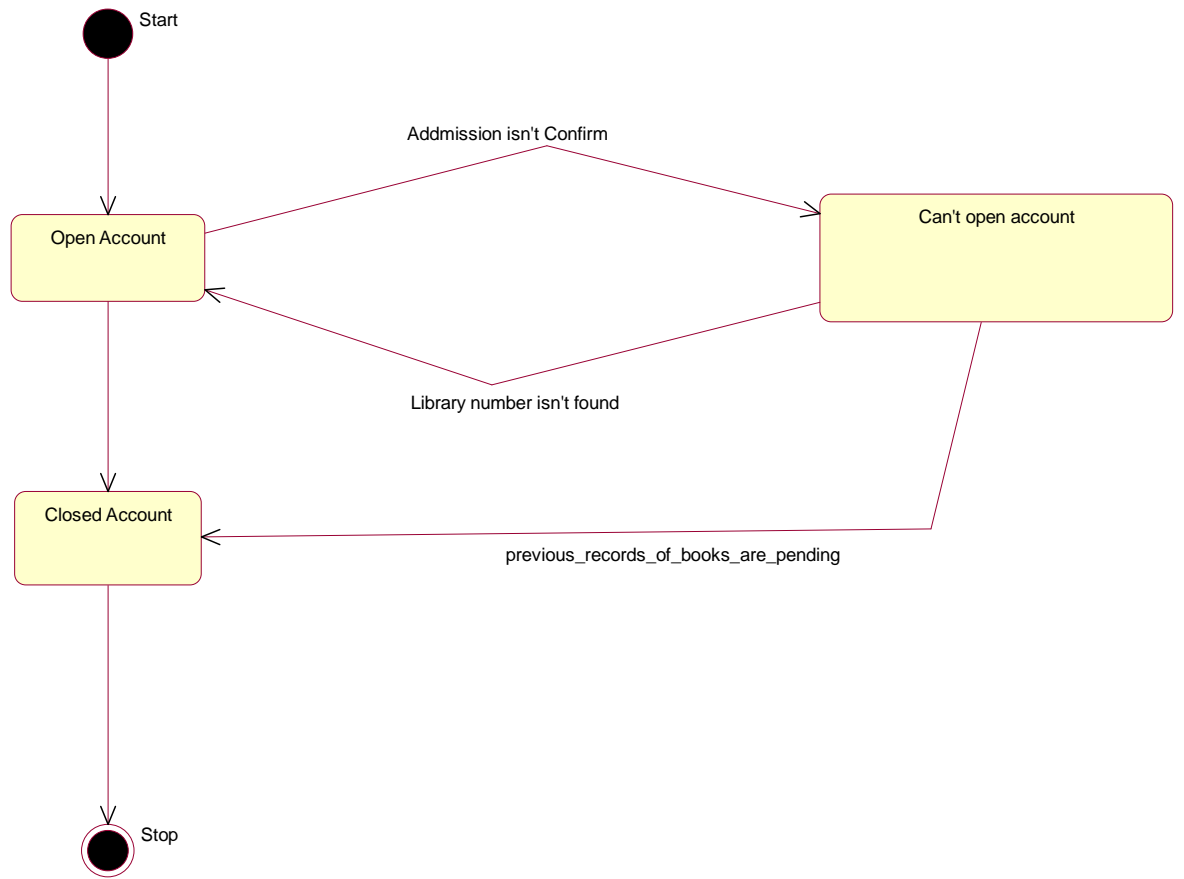 Start
Addmission isn't Confirm
Can't open account
Open Account
Library number isn't found
Closed Account
previous_records_of_books_are_pending
Stop